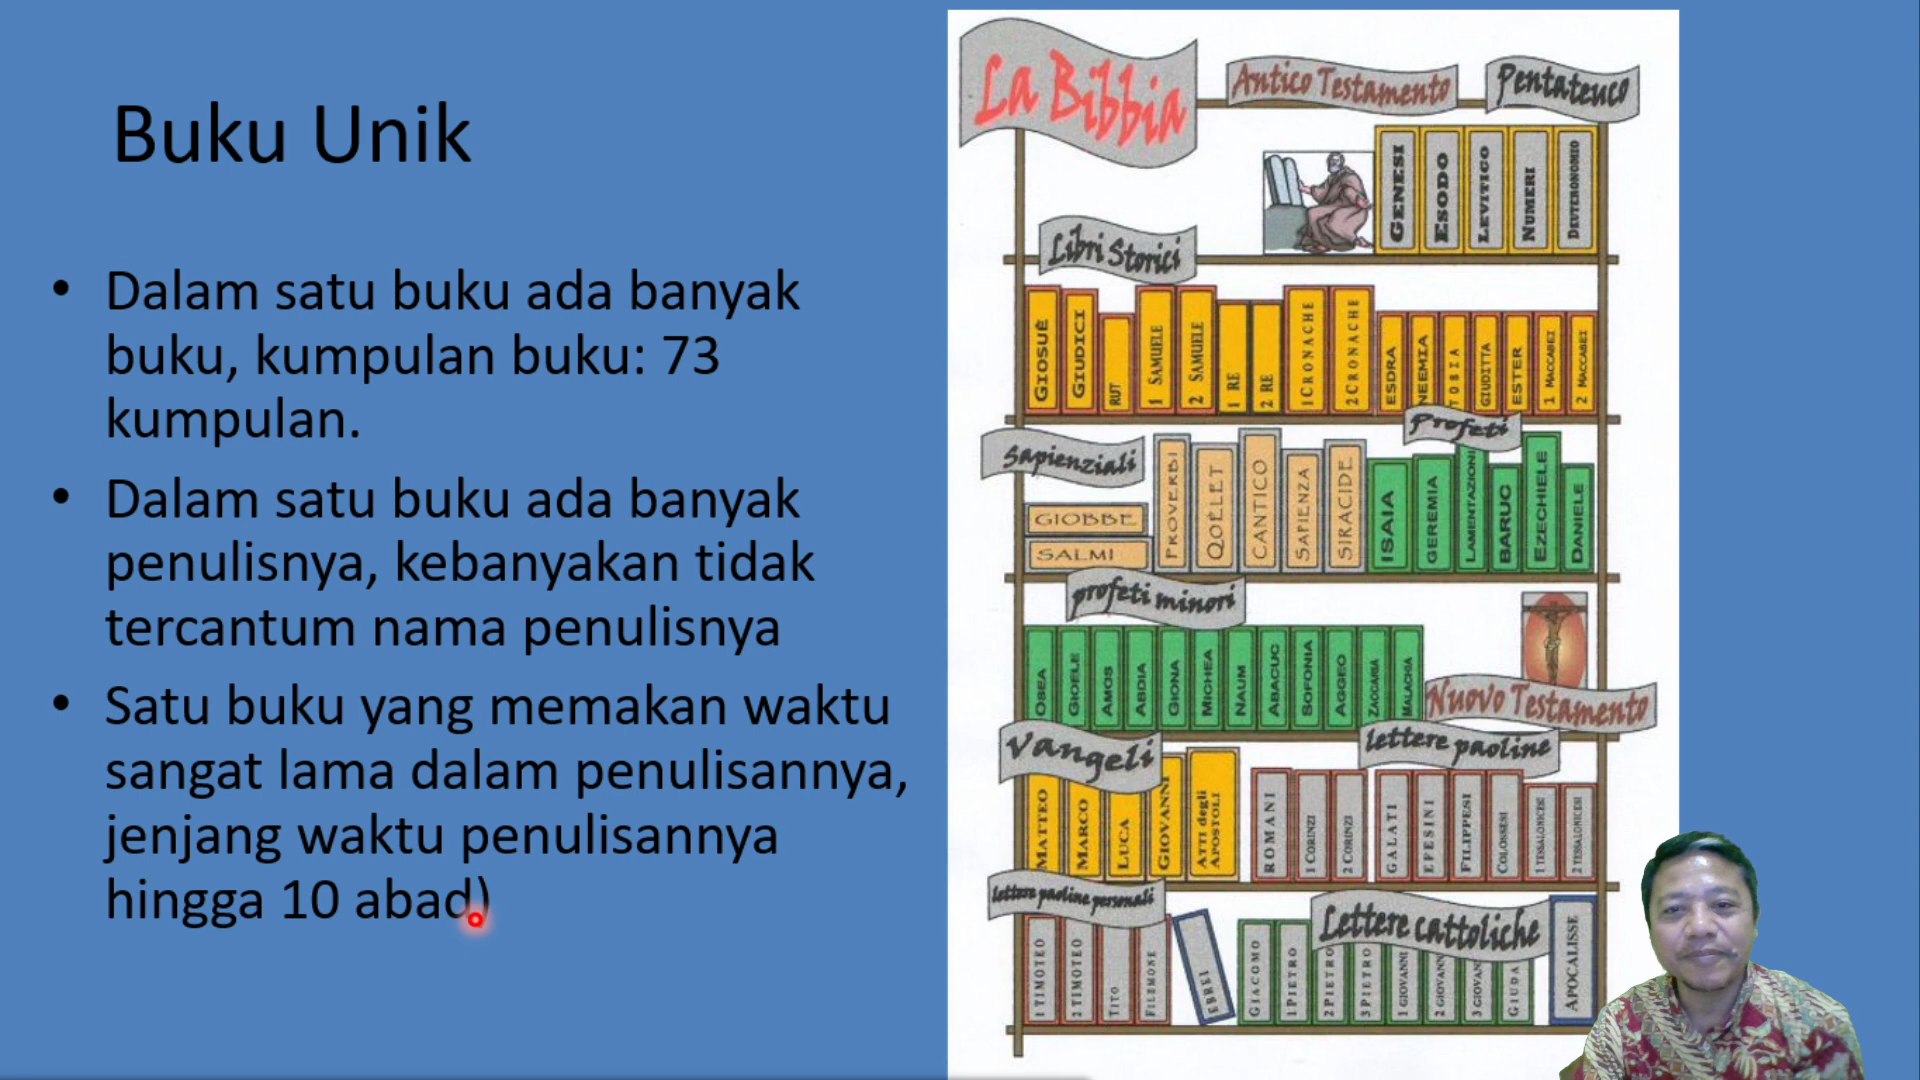 Buku Unik
• Dalam satu buku ada banyak
buku, kumpulan buku: 73
kumpulan.
• Dalam satu buku ada banyak
penulisnya, kebanyakan tidak
tercantum nama penulisnya
• Satu buku yang memakan waktu
sangat lama dalam penulisannya,
jenjang waktu penulisannya
hingga 10 abad)
La Bibbia
Antico Testamento
Pentateuco
GENESI
ESODO
LEVITICO
NUMERI
DEUTERONOMIO
Libri Storici
GIOSUÈ
GIUDICI
RUT
1 SAMUELE
2 SAMUELE
1 RE
2 RE
1 CRONACHE
2 CRONACHE
ESDRA
NEEMIA
TOBIA
GIUDITTA
ESTER
1 MACCABEI
2 MACCABEI
Sapienziali
GIOBBE
SALMI
PROVERBI
QOÈLET
CANTICO
SAPIENZA
SIRACIDE
Profeti
ISAIA
GEREMIA
LAMENTAZIONI
BARUC
EZECHIELE
DANIELE
profeti minori
OSEA
GIOELE
AMOS
ABDIA
GIONA
MICHEA
NAUM
ABACUC
SOFONIA
AGGEO
ZACCARIA
MALACHIA
Nuovo Testamento
Vangeli
MATTEO
MARCO
LUCA
GIOVANNI
ATTI degli
APOSTOLI
lettere paoline
ROMANI
1 CORINZI
2 CORINZI
GALATI
EFESINI
FILIPPESI
COLOSSESI
1 TESSALONICESI
2 TESSALONICESI
lettere paoline personali
1 TIMOTEO
2 TIMOTEO
TITO
FILEMONE
EBREI
Lettere cattoliche
GIACOMO
1 PIETRO
2 PIETRO
3 PIETRO
1 GIOVANNI
2 GIOVANN
3 GIOVAN
GIUDA
APOCALISSE